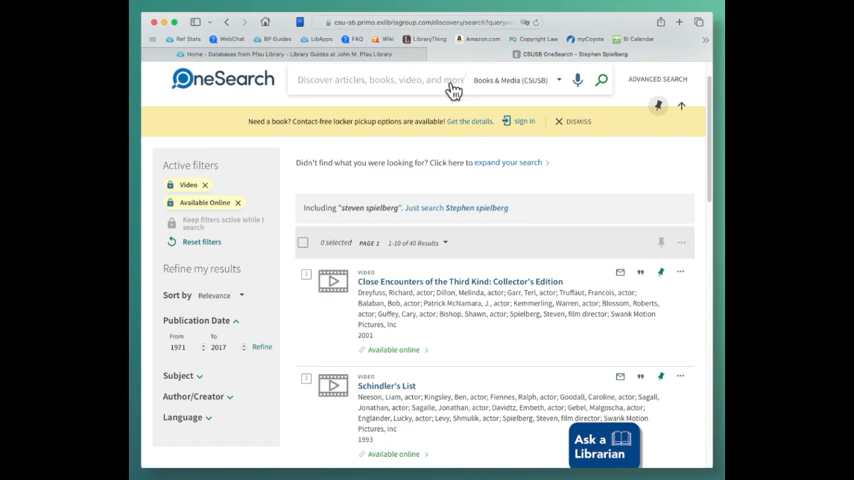 csu-sb.primo.exlibrisgroup.com/discovery/search?query=
Ref Stats WebChat BP Guides LibApps FAQ Wiki LibraryThing Amazon.com Copyright Law myCoyote BI Calendar
Home - Databases from Pfau Library - Library Guides at John M. Pfau Library CSUSB OneSearch - Stephen Spielberg
OneSearch Discover articles, books, video, and more Books & Media (CSUSB) ADVANCED SEARCH
Need a book? Contact-free locker pickup options are available! Get the details. sign in DISMISS
Didn't find what you were looking for? Click here to expand your search
Active filters
Video
Available Online
Keep filters active while I
search
Reset filters
Refine my results
Sort by Relevance
Publication Date
From To
1971 2017 Refine
Subject
Author/Creator
Language
Including "steven spielberg". Just search Stephen spielberg
0 selected PAGE 1 1-10 of 40 Results
1
VIDEO
Close Encounters of the Third Kind: Collector's Edition
Dreyfuss, Richard, actor; Dillon, Melinda, actor; Garr, Teri, actor; Truffaut, Francois, actor;
Balaban, Bob, actor; Patrick McNamara, J., actor; Kemmerling, Warren, actor; Blossom, Roberts,
actor; Guffey, Cary, actor; Bishop, Shawn, actor; Spielberg, Steven, film director; Swank Motion
Pictures, Inc
2001
Available online
2
VIDEO
Schindler's List
Neeson, Liam, actor; Kingsley, Ben, actor; Fiennes, Ralph, actor; Goodall, Caroline, actor; Sagall,
Jonathan, actor; Sagalle, Jonathan, actor; Davidtz, Embeth, actor; Gebel, Malgoscha, actor;
Englander, Lucky, actor; Levy, Shmulik, actor; Spielberg, Steven, film director; Swank Motion
Pictures, Inc
1993
Available online
Ask a
Librarian